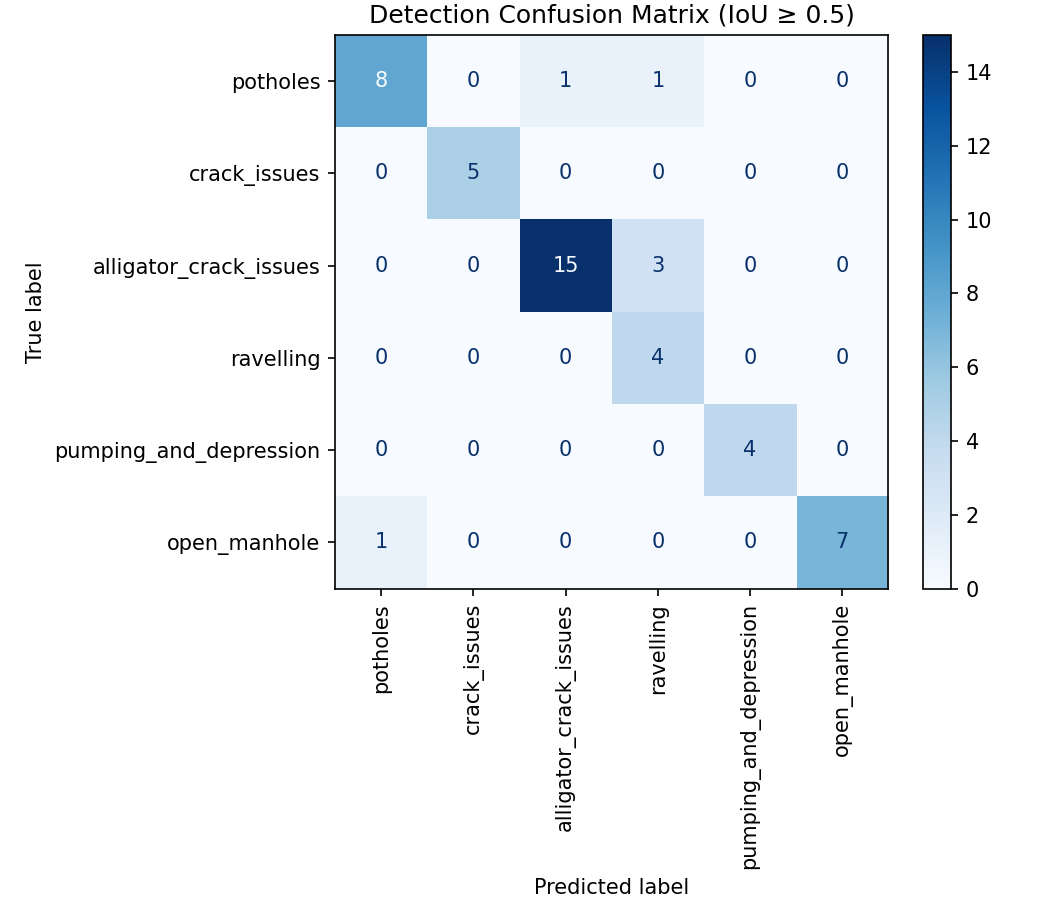 Detection Confusion Matrix (IoU ≥ 0.5)
True label
potholes 8 0 1 1 0 0
crack_issues 0 5 0 0 0 0
alligator_crack_issues 0 0 15 3 0 0
ravelling 0 0 0 4 0 0
pumping_and_depression 0 0 0 0 4 0
open_manhole 1 0 0 0 0 7
potholes
crack_issues
alligator_crack_issues
ravelling
pumping_and_depression
open_manhole
Predicted label
14
12
10
8
6
4
2
0